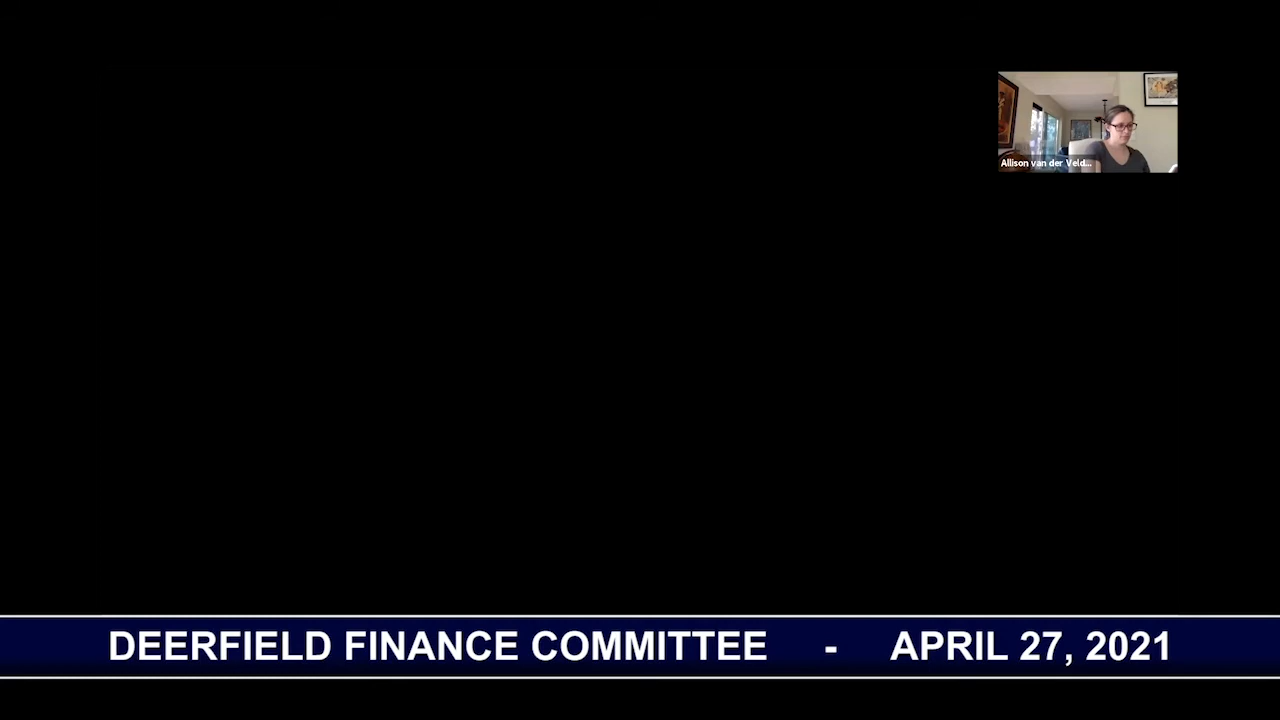 Allison van der Veld...
DEERFIELD FINANCE COMMITTEE - APRIL 27, 2021